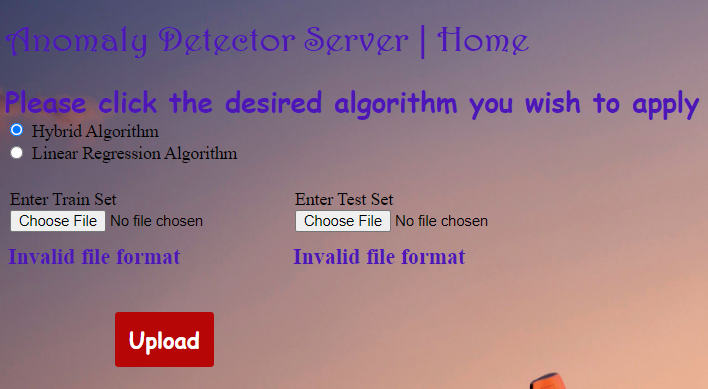 Anomaly Detector Server | Home
Please click the desired algorithm you wish to apply
Hybrid Algorithm
Linear Regression Algorithm
Enter Train Set Enter Test Set
Choose File No file chosen Choose File No file chosen
Invalid file format Invalid file format
Upload